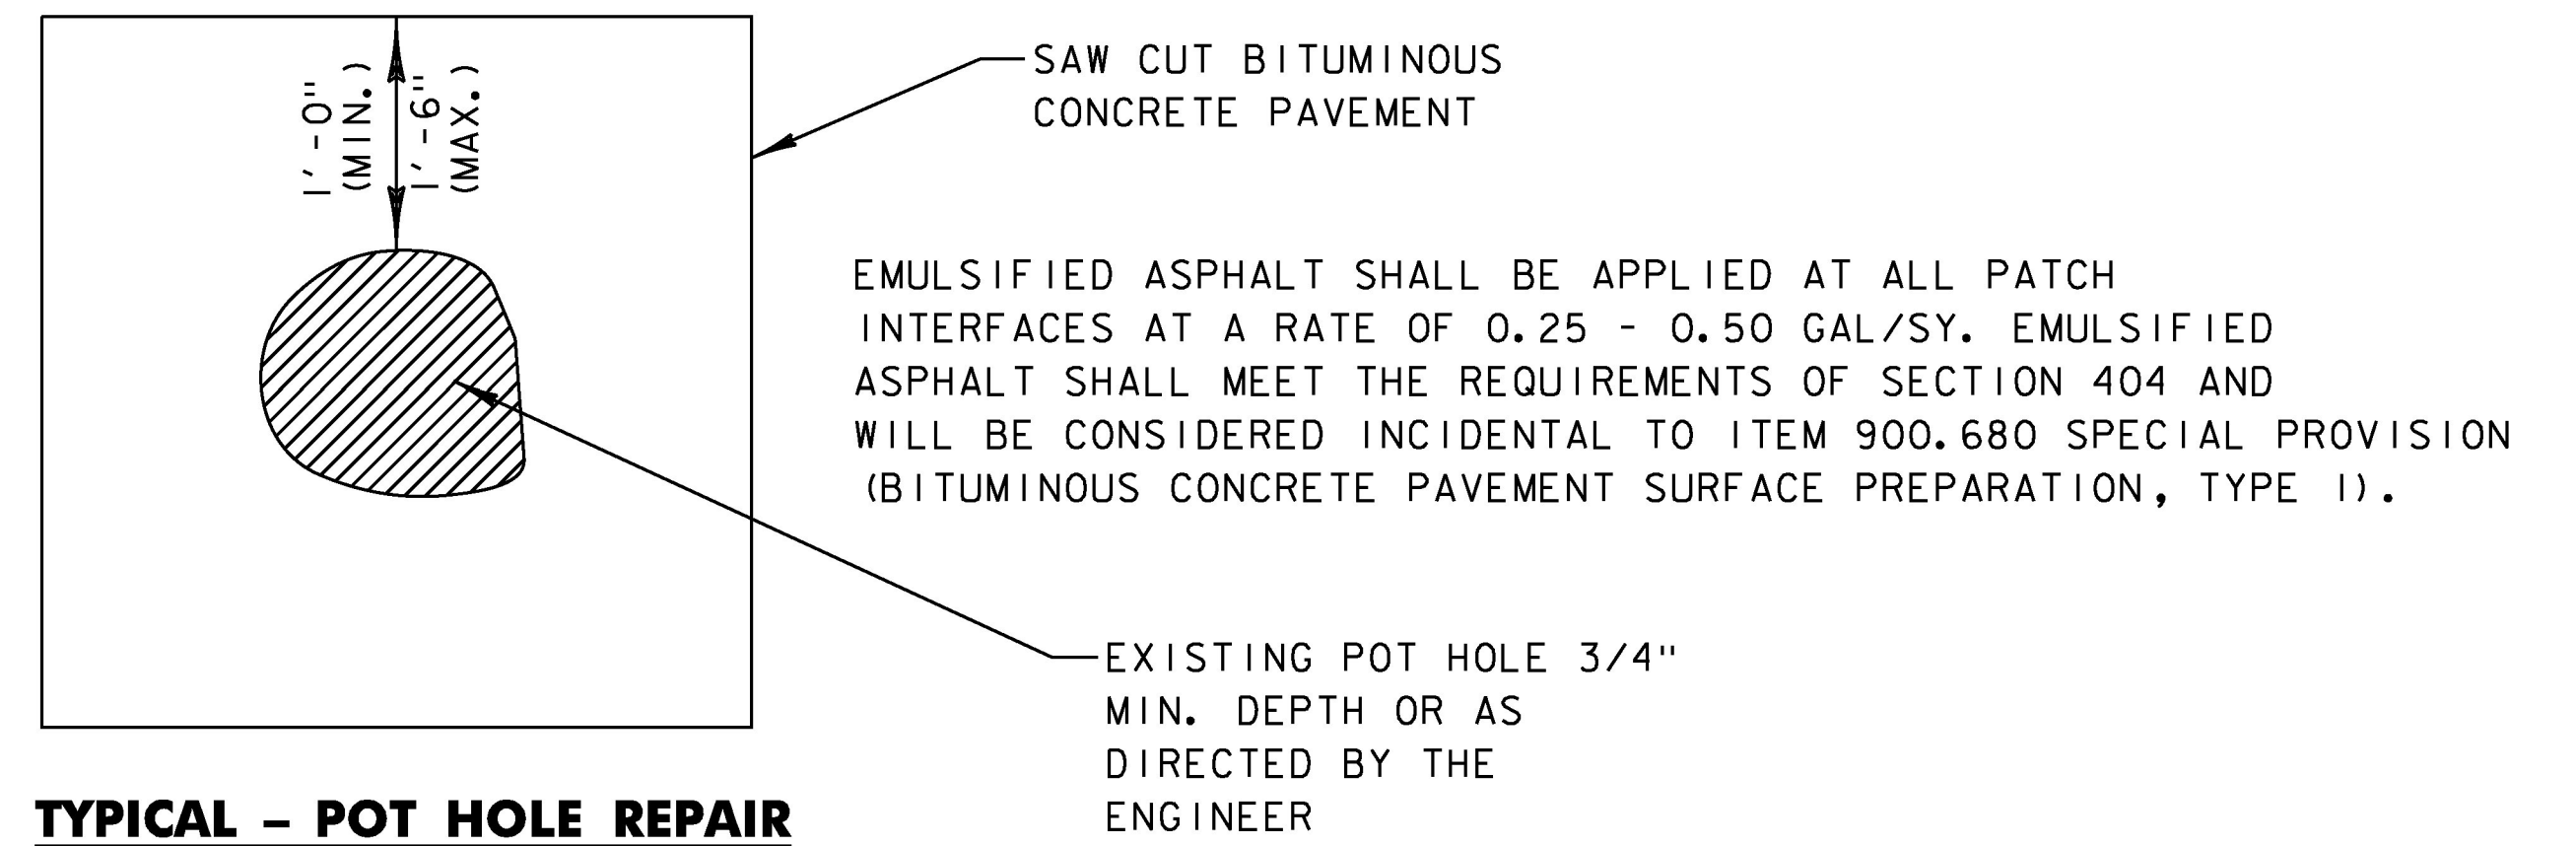 1'-0"
(MIN.)
1'-6"
(MAX.)
SAW CUT BITUMINOUS
CONCRETE PAVEMENT
EMULSIFIED ASPHALT SHALL BE APPLIED AT ALL PATCH
INTERFACES AT A RATE OF 0.25 - 0.50 GAL/SY. EMULSIFIED
ASPHALT SHALL MEET THE REQUIREMENTS OF SECTION 404 AND
WILL BE CONSIDERED INCIDENTAL TO ITEM 900.680 SPECIAL PROVISION
(BITUMINOUS CONCRETE PAVEMENT SURFACE PREPARATION, TYPE I).
EXISTING POT HOLE 3/4"
MIN. DEPTH OR AS
DIRECTED BY THE
ENGINEER
TYPICAL – POT HOLE REPAIR